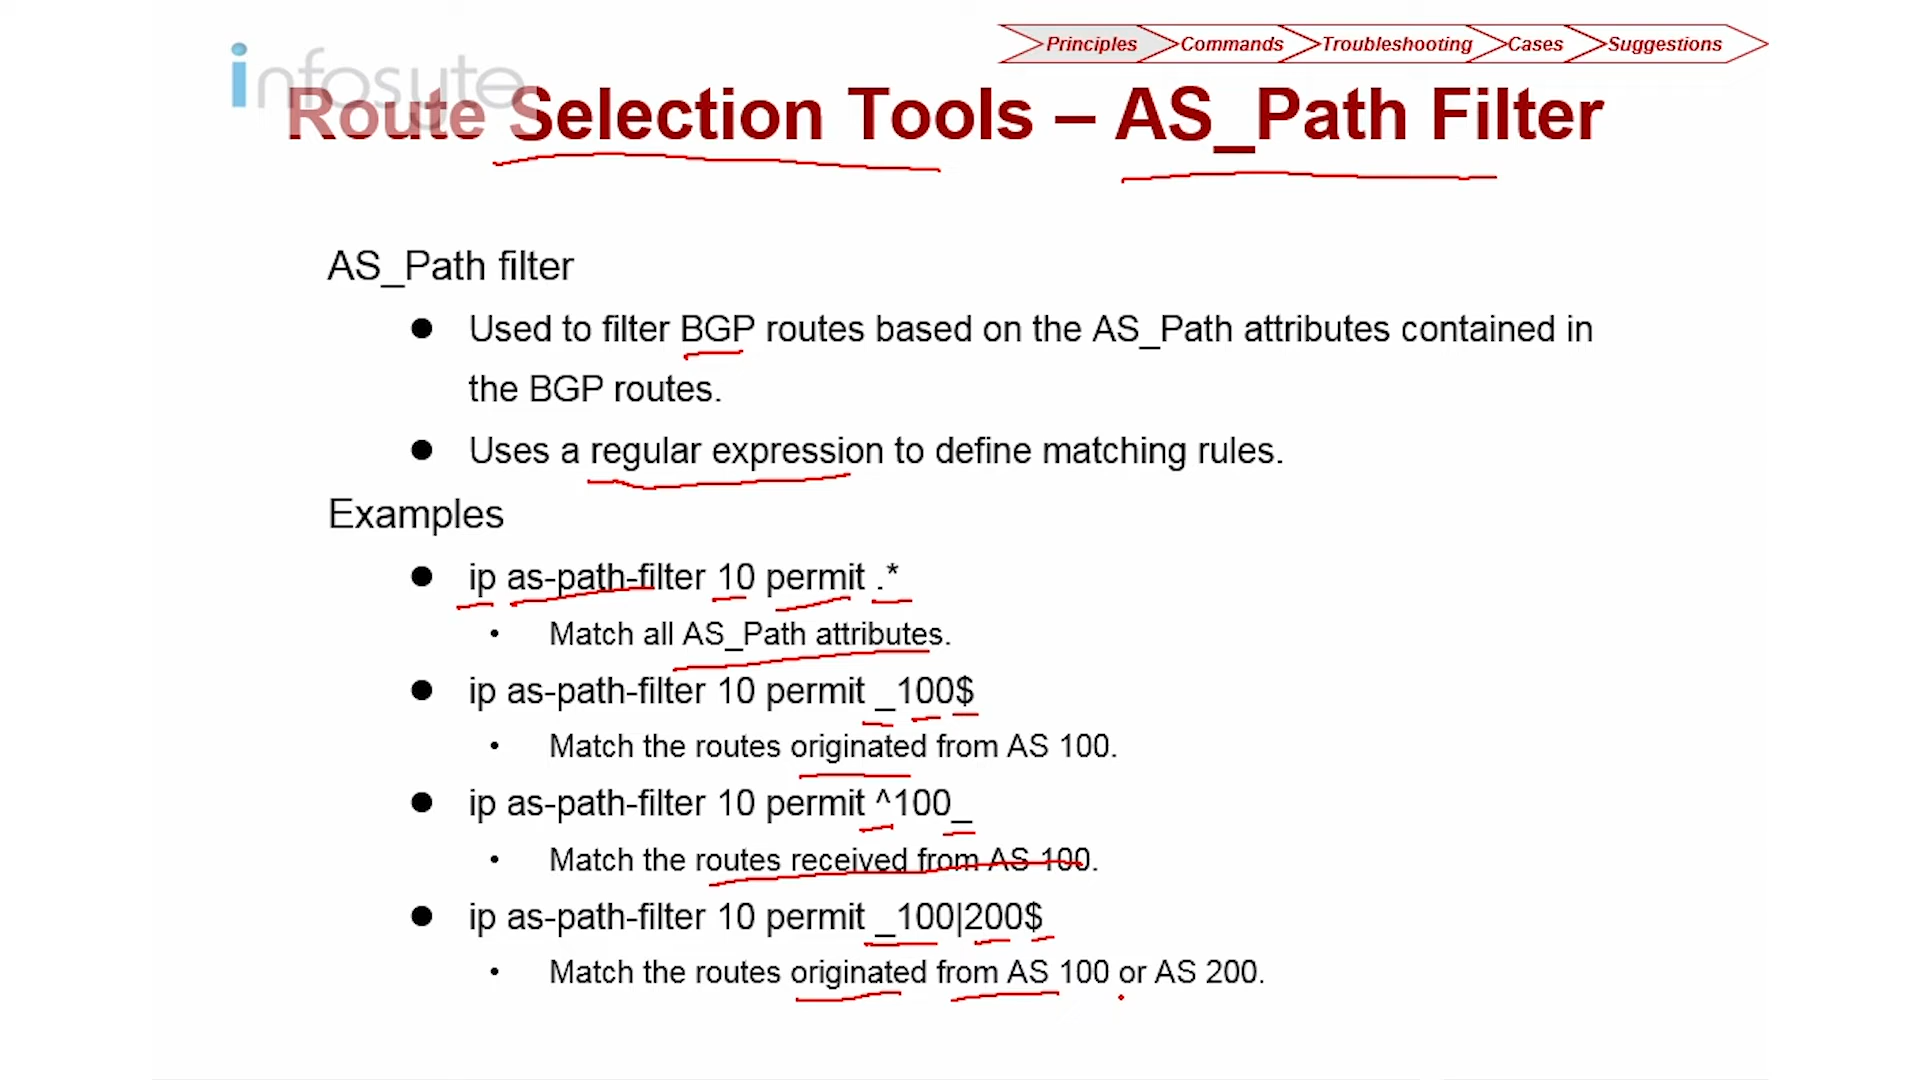 Principles Commands Troubleshooting Cases Suggestions
infosyte
Route Selection Tools – AS_Path Filter
AS_Path filter
● Used to filter BGP routes based on the AS_Path attributes contained in
the BGP routes.
● Uses a regular expression to define matching rules.
Examples
● ip as-path-filter 10 permit .*
• Match all AS_Path attributes.
● ip as-path-filter 10 permit _100$
• Match the routes originated from AS 100.
● ip as-path-filter 10 permit ^100_
• Match the routes received from AS 100.
● ip as-path-filter 10 permit _100|200$
• Match the routes originated from AS 100 or AS 200.